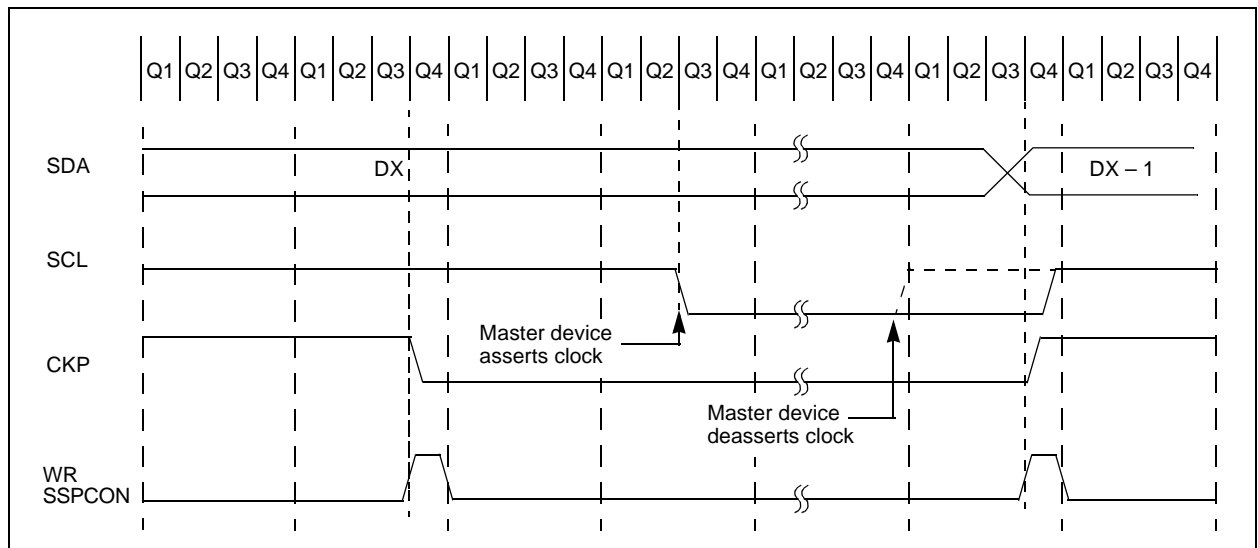 Q1 Q2 Q3 Q4 Q1 Q2 Q3 Q4 Q1 Q2 Q3 Q4 Q1 Q2 Q3 Q4 Q1 Q2 Q3 Q4 Q1 Q2 Q3 Q4 Q1 Q2 Q3 Q4
SDA
DX
DX – 1
SCL
Master device
asserts clock
CKP
Master device
deasserts clock
WR
SSPCON